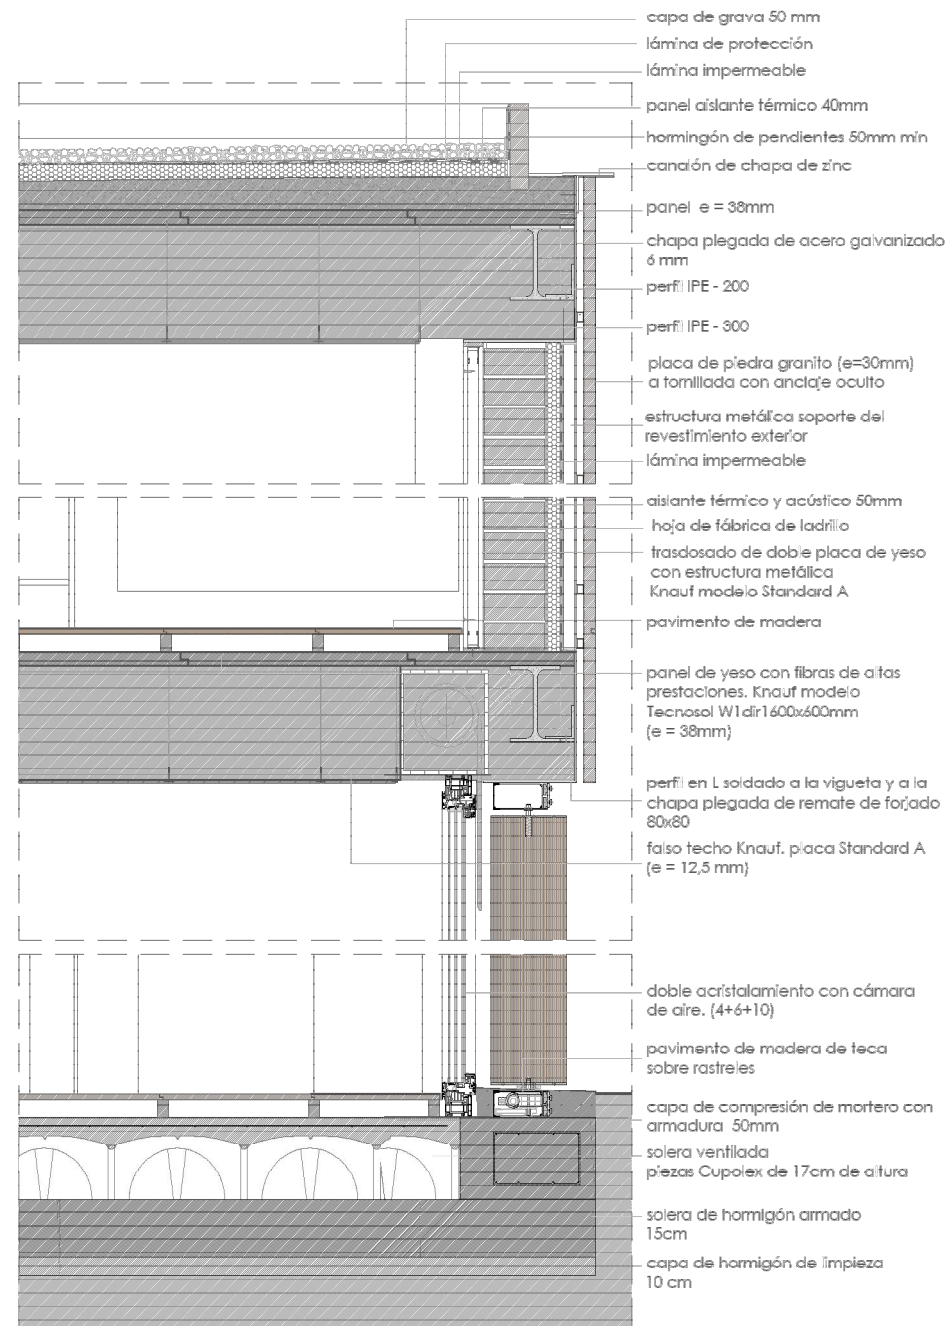 capa de grava 50 mm
lámina de protección
lámina impermeable
panel aislante térmico 40mm
hormingón de pendientes 50mm min
canalón de chapa de zinc
panel e = 38mm
chapa plegada de acero galvanizado
6 mm
perfil IPE - 200
perfil IPE - 300
placa de piedra granito (e=30mm)
a tornillada con anclaje oculto
estructura metálica soporte del
revestimiento exterior
lámina impermeable
aislante térmico y acústico 50mm
hoja de fábrica de ladrillo
trasdosado de doble placa de yeso
con estructura metálica
Knauf modelo Standard A
pavimento de madera
panel de yeso con fibras de altas
prestaciones. Knauf modelo
Tecnosol W1dir1600x600mm
(e = 38mm)
perfil en L soldado a la vigueta y a la
chapa plegada de remate de forjado
80x80
falso techo Knauf. placa Standard A
(e = 12,5 mm)
doble acristalamiento con cámara
de aire. (4+6+10)
pavimento de madera de teca
sobre rastreles
capa de compresión de mortero con
armadura 50mm
solera ventilada
piezas Cupolex de 17cm de altura
solera de hormigón armado
15cm
capa de hormigón de limpieza
10 cm